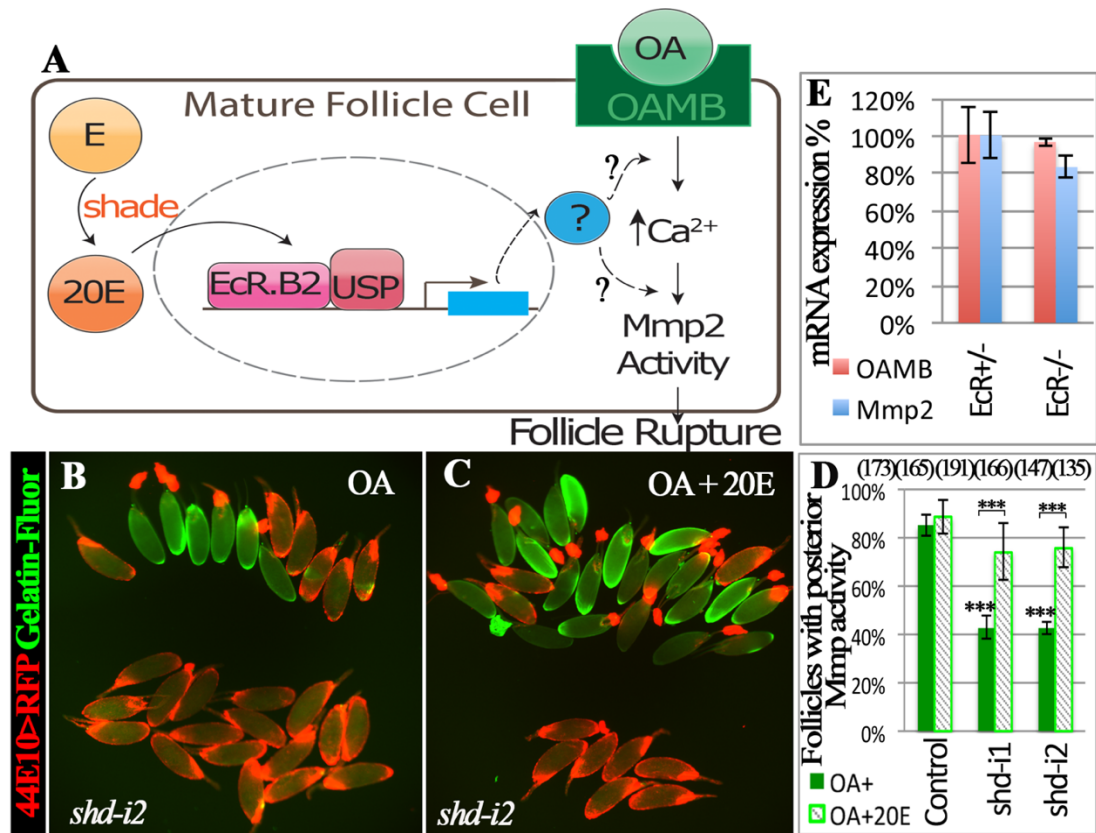 A
Mature Follicle Cell
OA
OAMB
E
shade
20E
EcR.B2
USP
?
?
?
↑Ca²⁺
Mmp2
Activity
Follicle Rupture
E
mRNA expression %
120%
100%
80%
60%
40%
20%
0%
EcR+/-
EcR-/-
OAMB
Mmp2
44E10>RFP Gelatin-Fluor
B
OA
shd-i2
C
OA + 20E
shd-i2
D
(173)(165)(191)(166)(147)(135)
Follicles with posterior
Mmp activity
100%
80%
60%
40%
20%
0%
***
***
***
***
Control
shd-i1
shd-i2
OA+
OA+20E